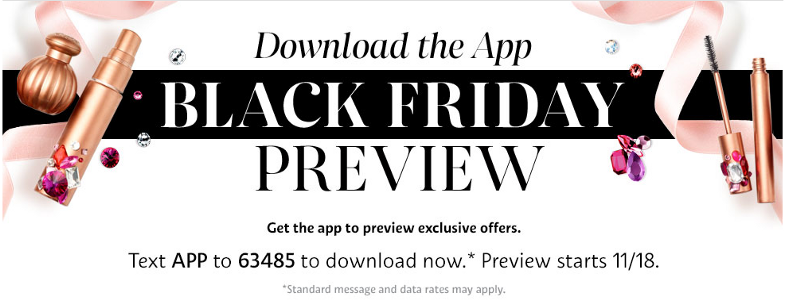 Download the App
BLACK FRIDAY
PREVIEW
Get the app to preview exclusive offers.
Text APP to 63485 to download now.* Preview starts 11/18.
*Standard message and data rates may apply.